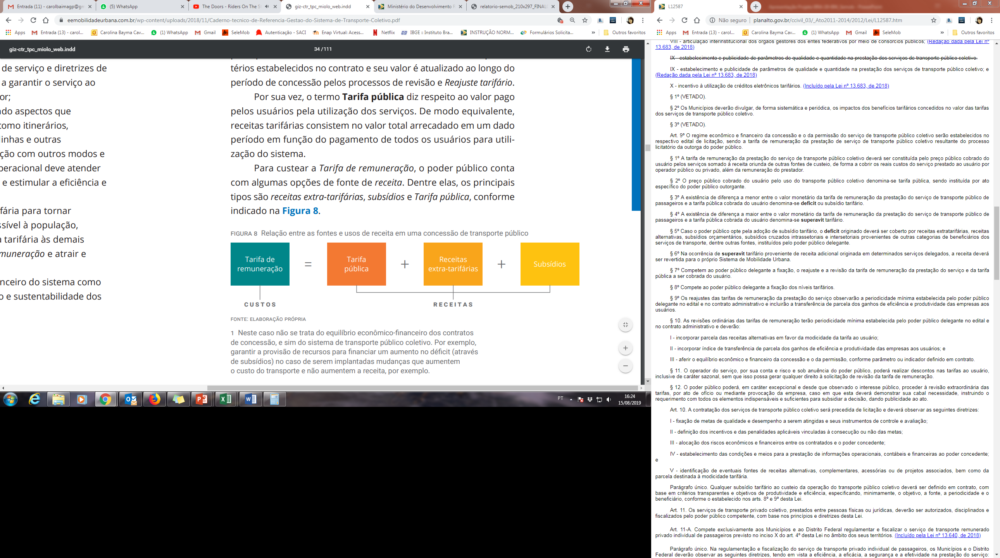 Entrada (11) - carolbaimagp@gm
(5) WhatsApp
The Doors - Riders On The St
giz-ctr_tpc_miolo_web.indd
Ministério do Desenvolvimento R
relatorio-semob_210x297_FINAL
eemobilidadeurbana.com.br/wp-content/uploads/2018/11/Caderno-tecnico-de-Referencia-Gestao-do-Sistema-de-Transporte-Coletivo.pdf
Apps
Entrada (13) - carol...
Carolina Bayma Cav...
(1) WhatsApp
Gmail
SeleMob
Autenticação - SACI
Enap Virtual: Acess...
Netflix
IBGE :: Instituto Bra...
INSTRUÇÃO NORM...
Formulários Solicita...
»
Outros favoritos
giz-ctr_tpc_miolo_web.indd
34 / 111
de serviço e diretrizes de
a garantir o serviço ao
or;
ndo aspectos que
como itinerários,
linhas e outras
ção com outros modos e
peracional deve atender
e estimular a eficiência e
fária para tornar
ssível à população,
a tarifária às demais
muneração e atrair e
nceiro do sistema como
o e sustentabilidade dos
térios estabelecidos no contrato e seu valor é atualizado ao longo do
período de concessão pelos processos de revisão e Reajuste tarifário.
Por sua vez, o termo Tarifa pública diz respeito ao valor pago
pelos usuários pela utilização dos serviços. De modo equivalente,
receitas tarifárias consistem no valor total arrecadado em um dado
período em função do pagamento de todos os usuários para utili-
zação do sistema.
Para custear a Tarifa de remuneração, o poder público conta
com algumas opções de fonte de receita. Dentre elas, os principais
tipos são receitas extra-tarifárias, subsídios e Tarifa pública, conforme
indicado na Figura 8.
FIGURA 8 Relação entre as fontes e usos de receita em uma concessão de transporte público
Tarifa de
remuneração
=
Tarifa
pública
+
Receitas
extra-tarifárias
+
Subsídios
CUSTOS
RECEITAS
FONTE: ELABORAÇÃO PRÓPRIA
1 Neste caso não se trata do equilíbrio econômico-financeiro dos contratos
de concessão, e sim do sistema de transporte público coletivo. Por exemplo,
garantir a provisão de recursos para financiar um aumento no déficit (através
de subsídios) no caso de serem implantadas mudanças que aumentem
o custo do transporte e não aumentem a receita, por exemplo.
PT
16:24
15/08/2019
L12587
Não seguro | planalto.gov.br/ccivil_03/_Ato2011-2014/2012/Lei/L12587.htm
Apps
Entrada (13) - carol...
Carolina Bayma Cav...
(1) WhatsApp
Gmail
SeleMob
»
Outros favoritos
VIII - articulação interinstitucional dos órgãos gestores dos entes federativos por meio de consórcios públicos; (Redação dada pela Lei nº
13.683, de 2018)
IX - estabelecimento e publicidade de parâmetros de qualidade e quantidade na prestação dos serviços de transporte público coletivo.
IX - estabelecimento e publicidade de parâmetros de qualidade e quantidade na prestação dos serviços de transporte público coletivo; e
(Redação dada pela Lei nº 13.683, de 2018)
X - incentivo à utilização de créditos eletrônicos tarifários. (Incluído pela Lei nº 13.683, de 2018)
§ 1º (VETADO).
§ 2º Os Municípios deverão divulgar, de forma sistemática e periódica, os impactos dos benefícios tarifários concedidos no valor das tarifas
dos serviços de transporte público coletivo.
§ 3º (VETADO).
Art. 9º O regime econômico e financeiro da concessão e o da permissão do serviço de transporte público coletivo serão estabelecidos no
respectivo edital de licitação, sendo a tarifa de remuneração da prestação de serviço de transporte público coletivo resultante do processo
licitatório da outorga do poder público.
§ 1º A tarifa de remuneração da prestação do serviço de transporte público coletivo deverá ser constituída pelo preço público cobrado do
usuário pelos serviços somado à receita oriunda de outras fontes de custeio, de forma a cobrir os reais custos do serviço prestado ao usuário por
operador público ou privado, além da remuneração do prestador.
§ 2º O preço público cobrado do usuário pelo uso do transporte público coletivo denomina-se tarifa pública, sendo instituída por ato
específico do poder público outorgante.
§ 3º A existência de diferença a menor entre o valor monetário da tarifa de remuneração da prestação do serviço de transporte público de
passageiros e a tarifa pública cobrada do usuário denomina-se deficit ou subsídio tarifário.
§ 4º A existência de diferença a maior entre o valor monetário da tarifa de remuneração da prestação do serviço de transporte público de
passageiros e a tarifa pública cobrada do usuário denomina-se superavit tarifário.
§ 5º Caso o poder público opte pela adoção de subsídio tarifário, o deficit originado deverá ser coberto por receitas extratarifárias, receitas
alternativas, subsídios orçamentários, subsídios cruzados intrassetoriais e intersetoriais provenientes de outras categorias de beneficiários dos
serviços de transporte, dentre outras fontes, instituídos pelo poder público delegante.
§ 6º Na ocorrência de superavit tarifário proveniente de receita adicional originada em determinados serviços delegados, a receita deverá
ser revertida para o próprio Sistema de Mobilidade Urbana.
§ 7º Competem ao poder público delegante a fixação, o reajuste e a revisão da tarifa de remuneração da prestação do serviço e da tarifa
pública a ser cobrada do usuário.
§ 8º Compete ao poder público delegante a fixação dos níveis tarifários.
§ 9º Os reajustes das tarifas de remuneração da prestação do serviço observarão a periodicidade mínima estabelecida pelo poder público
delegante no edital e no contrato administrativo e incluirão a transferência de parcela dos ganhos de eficiência e produtividade das empresas aos
usuários.
§ 10. As revisões ordinárias das tarifas de remuneração terão periodicidade mínima estabelecida pelo poder público delegante no edital e
no contrato administrativo e deverão:
I - incorporar parcela das receitas alternativas em favor da modicidade da tarifa ao usuário;
II - incorporar índice de transferência de parcela dos ganhos de eficiência e produtividade das empresas aos usuários; e
III - aferir o equilíbrio econômico e financeiro da concessão e o da permissão, conforme parâmetro ou indicador definido em contrato.
§ 11. O operador do serviço, por sua conta e risco e sob anuência do poder público, poderá realizar descontos nas tarifas ao usuário,
inclusive de caráter sazonal, sem que isso possa gerar qualquer direito à solicitação de revisão da tarifa de remuneração.
§ 12. O poder público poderá, em caráter excepcional e desde que observado o interesse público, proceder à revisão extraordinária das
tarifas, por ato de ofício ou mediante provocação da empresa, caso em que esta deverá demonstrar sua cabal necessidade, instruindo o
requerimento com todos os elementos indispensáveis e suficientes para subsidiar a decisão, dando publicidade ao ato.
Art. 10. A contratação dos serviços de transporte público coletivo será precedida de licitação e deverá observar as seguintes diretrizes:
I - fixação de metas de qualidade e desempenho a serem atingidas e seus instrumentos de controle e avaliação;
II - definição dos incentivos e das penalidades aplicáveis vinculadas à consecução ou não das metas;
III - alocação dos riscos econômicos e financeiros entre os contratados e o poder concedente;
IV - estabelecimento das condições e meios para a prestação de informações operacionais, contábeis e financeiras ao poder concedente;
e
V - identificação de eventuais fontes de receitas alternativas, complementares, acessórias ou de projetos associados, bem como da
parcela destinada à modicidade tarifária.
Parágrafo único. Qualquer subsídio tarifário ao custeio da operação do transporte público coletivo deverá ser definido em contrato, com
base em critérios transparentes e objetivos de produtividade e eficiência, especificando, minimamente, o objetivo, a fonte, a periodicidade e o
beneficiário, conforme o estabelecido nos arts. 8º e 9º desta Lei.
Art. 11. Os serviços de transporte privado coletivo, prestados entre pessoas físicas ou jurídicas, deverão ser autorizados, disciplinados e
fiscalizados pelo poder público competente, com base nos princípios e diretrizes desta Lei.
Art. 11-A. Compete exclusivamente aos Municípios e ao Distrito Federal regulamentar e fiscalizar o serviço de transporte remunerado
privado individual de passageiros previsto no inciso X do art. 4º desta Lei no âmbito dos seus territórios. (Incluído pela Lei nº 13.640, de 2018)
Parágrafo único. Na regulamentação e fiscalização do serviço de transporte privado individual de passageiros, os Municípios e o Distrito
Federal deverão observar as seguintes diretrizes, tendo em vista a eficiência, a eficácia, a segurança e a efetividade na prestação do serviço: